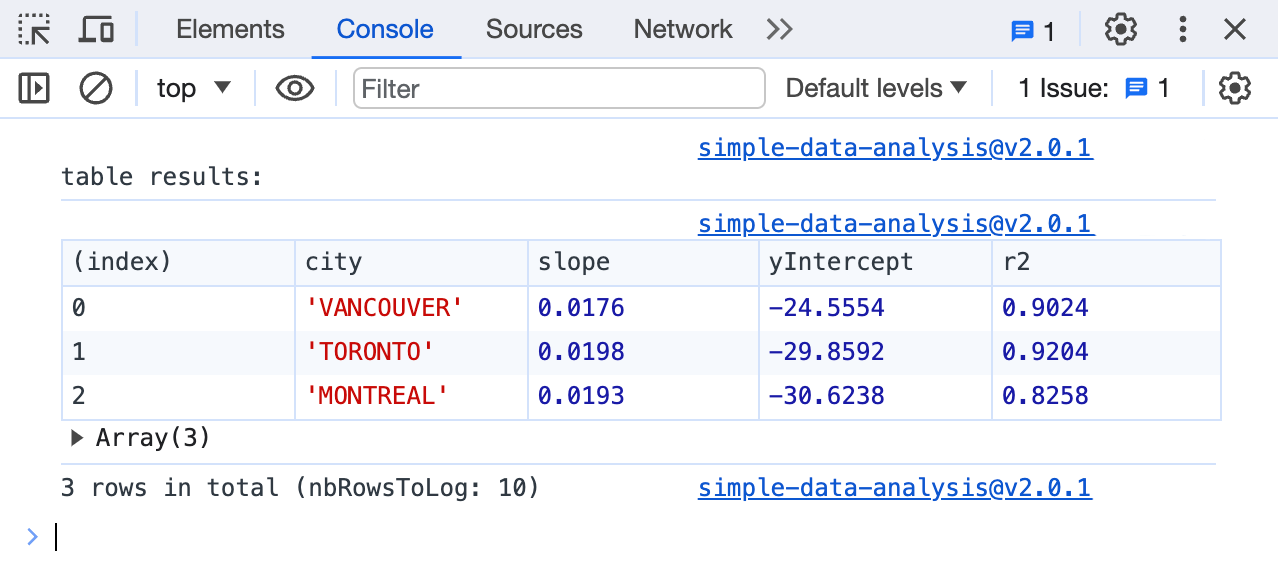 Elements Console Sources Network 1
top Filter Default levels 1 Issue: 1
simple-data-analysis@v2.0.1
table results:
simple-data-analysis@v2.0.1
(index) city slope yIntercept r2
0 'VANCOUVER' 0.0176 -24.5554 0.9024
1 'TORONTO' 0.0198 -29.8592 0.9204
2 'MONTREAL' 0.0193 -30.6238 0.8258
Array(3)
3 rows in total (nbRowsToLog: 10) simple-data-analysis@v2.0.1